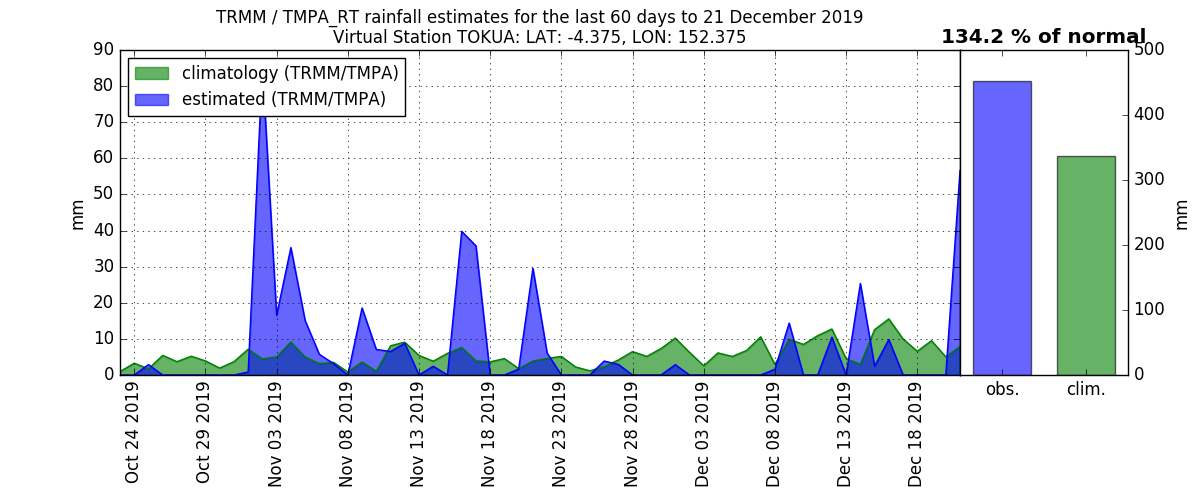 TRMM / TMPA_RT rainfall estimates for the last 60 days to 21 December 2019
Virtual Station TOKUA: LAT: -4.375, LON: 152.375
134.2 % of normal
climatology (TRMM/TMPA)
estimated (TRMM/TMPA)
90
80
70
60
50
40
30
20
10
0
mm
Oct 24 2019
Oct 29 2019
Nov 03 2019
Nov 08 2019
Nov 13 2019
Nov 18 2019
Nov 23 2019
Nov 28 2019
Dec 03 2019
Dec 08 2019
Dec 13 2019
Dec 18 2019
obs.
clim.
500
400
300
200
100
0
mm